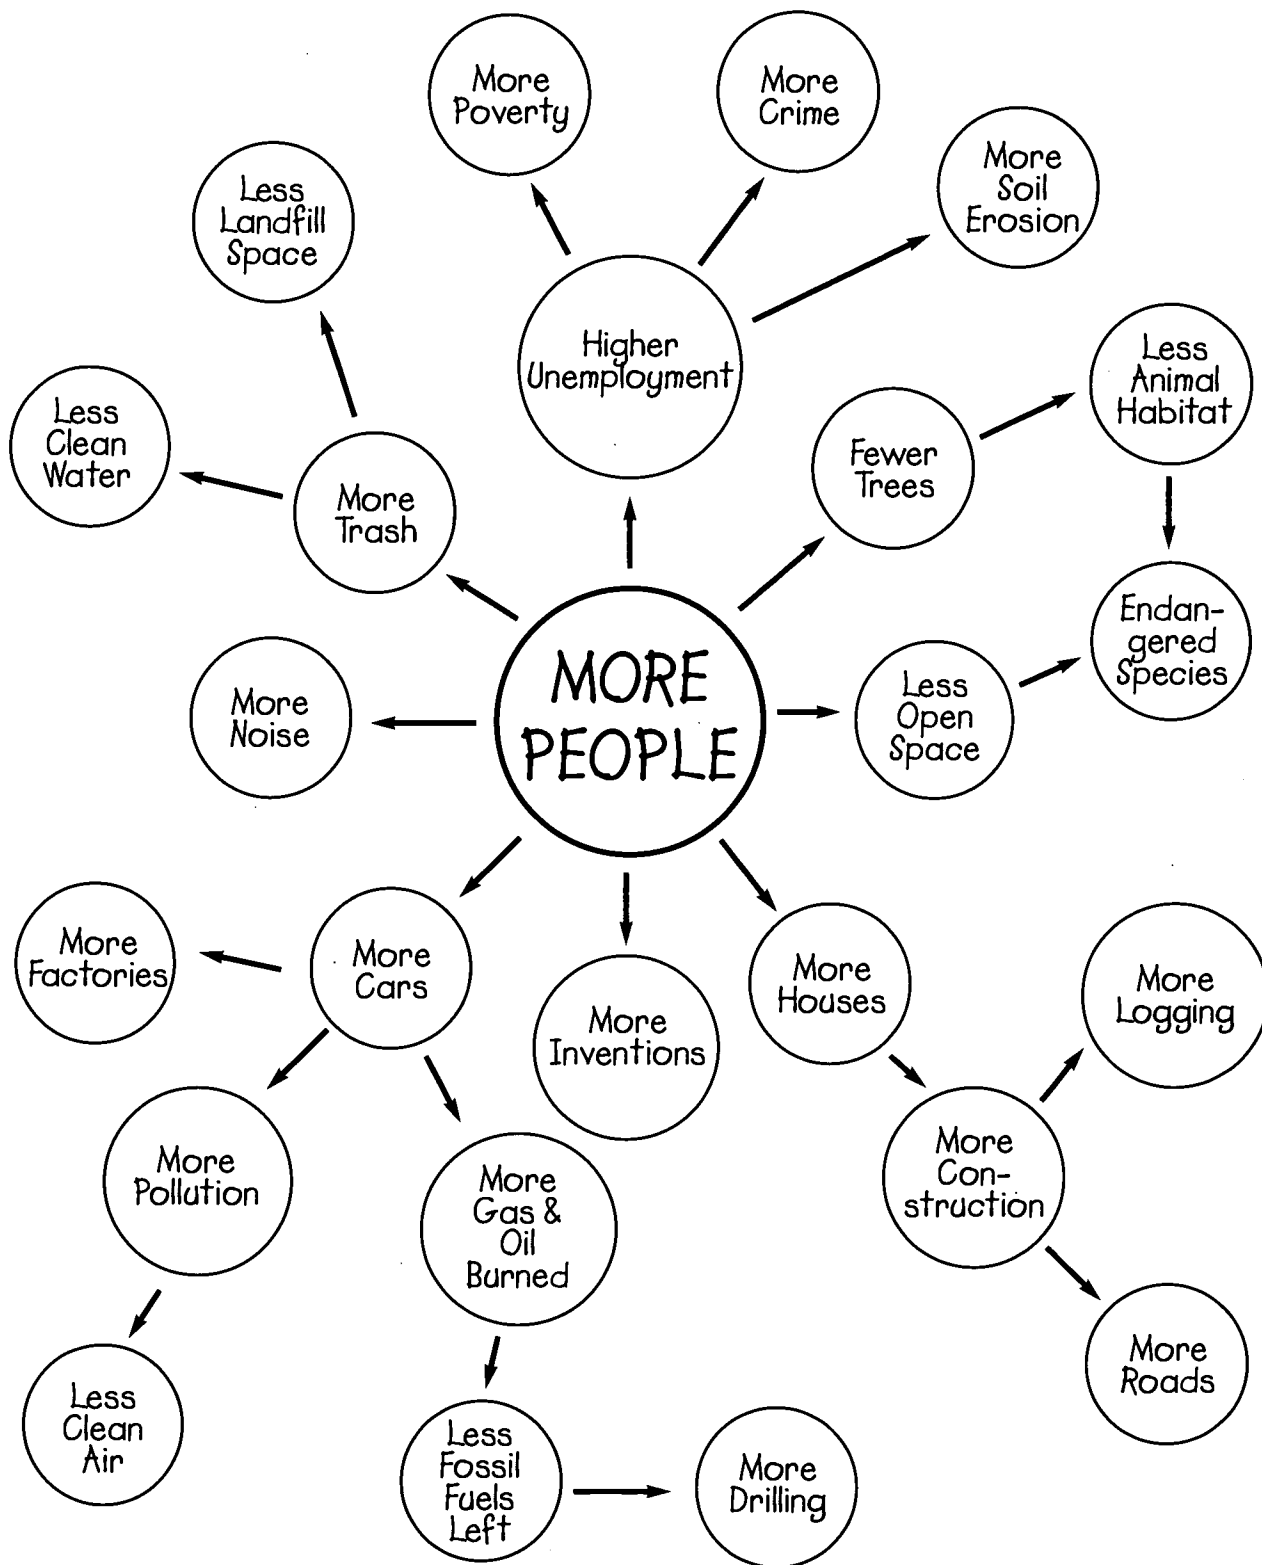 More
Poverty
More
Crime
More
Soil
Erosion
Less
Landfill
Space
Higher
Unemployment
Less
Animal
Habitat
Less
Clean
Water
More
Trash
Fewer
Trees
Endan-
gered
Species
MORE
PEOPLE
More
Noise
Less
Open
Space
More
Factories
More
Cars
More
Inventions
More
Houses
More
Logging
More
Pollution
More
Gas &
Oil
Burned
More
Con-
struction
More
Roads
Less
Clean
Air
Less
Fossil
Fuels
Left
More
Drilling